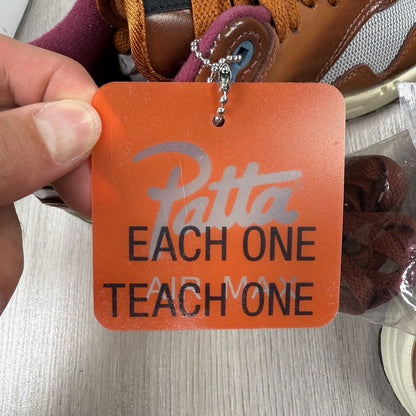 Patta
EACH ONE
AIR MAX
TEACH ONE